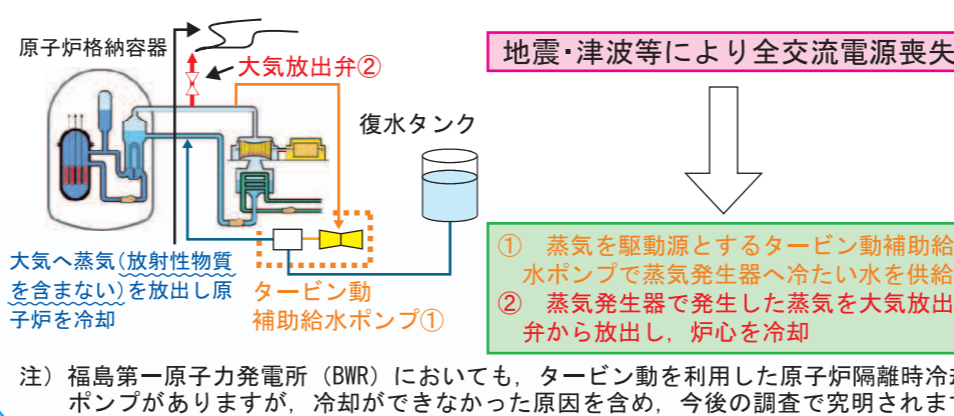 原子炉格納容器
大気放出弁②
復水タンク
大気へ蒸気(放射性物質
を含まない)を放出し原
子炉を冷却
タービン動
補助給水ポンプ①
地震・津波等により全交流電源喪失
① 蒸気を駆動源とするタービン動補助給
水ポンプで蒸気発生器へ冷たい水を供給
② 蒸気発生器で発生した蒸気を大気放出
弁から放出し，炉心を冷却
注）福島第一原子力発電所（BWR）においても，タービン動を利用した原子炉隔離時冷却
ポンプがありますが，冷却ができなかった原因を含め，今後の調査で究明されます